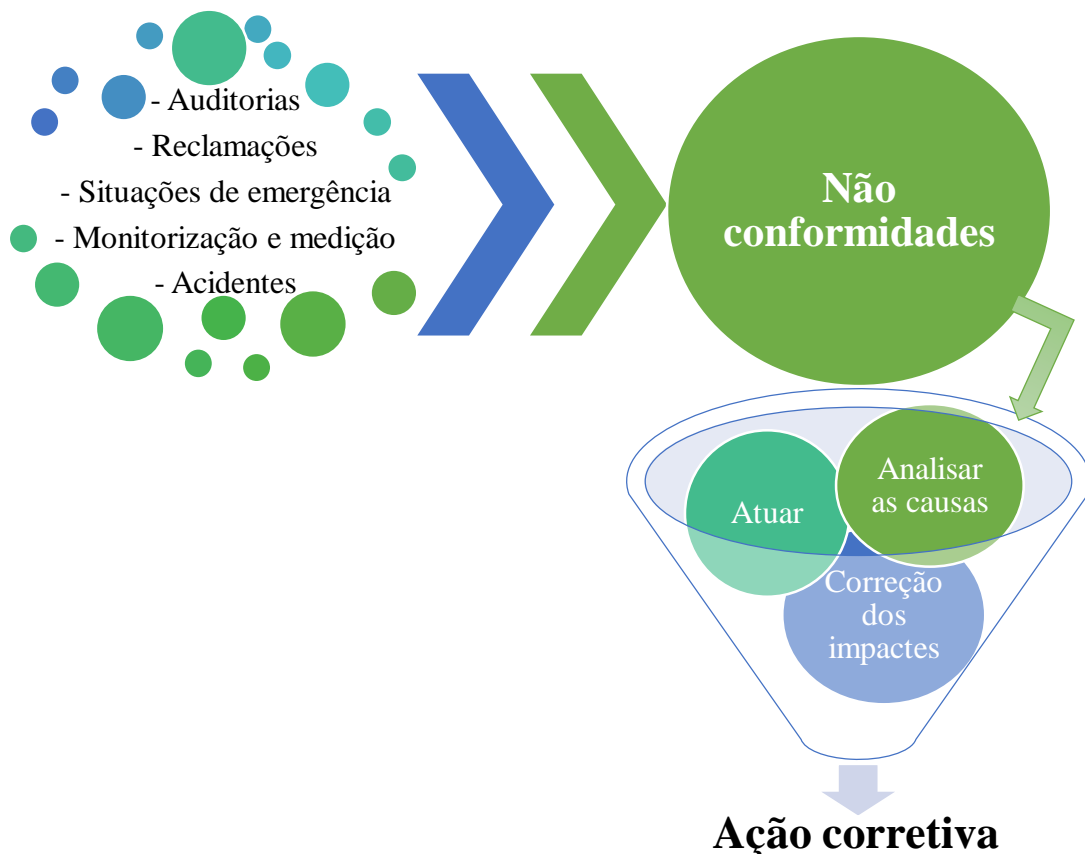 - Auditorias
- Reclamações
- Situações de emergência
- Monitorização e medição
- Acidentes
Não
conformidades
Analisar
as causas
Atuar
Correção
dos
impactes
Ação corretiva